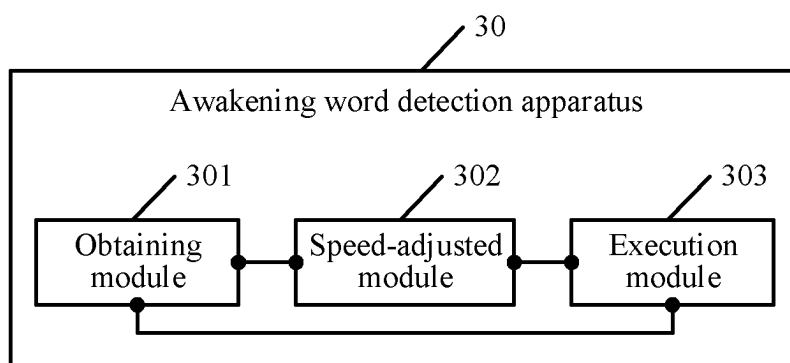 30
Awakening word detection apparatus
301
302
303
Obtaining
module
Speed-adjusted
module
Execution
module